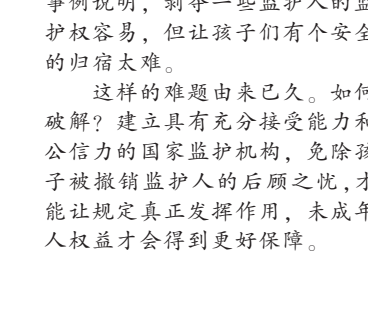 事例说明，剥夺一些监护人的监
护权容易，但让孩子们有个安全
的归宿太难。
这样的难题由来已久。如何
破解？建立具有充分接受能力和
公信力的国家监护机构，免除孩
子被撤销监护人的后顾之忧，才
能让规定真正发挥作用，未成年
人权益才会得到更好保障。